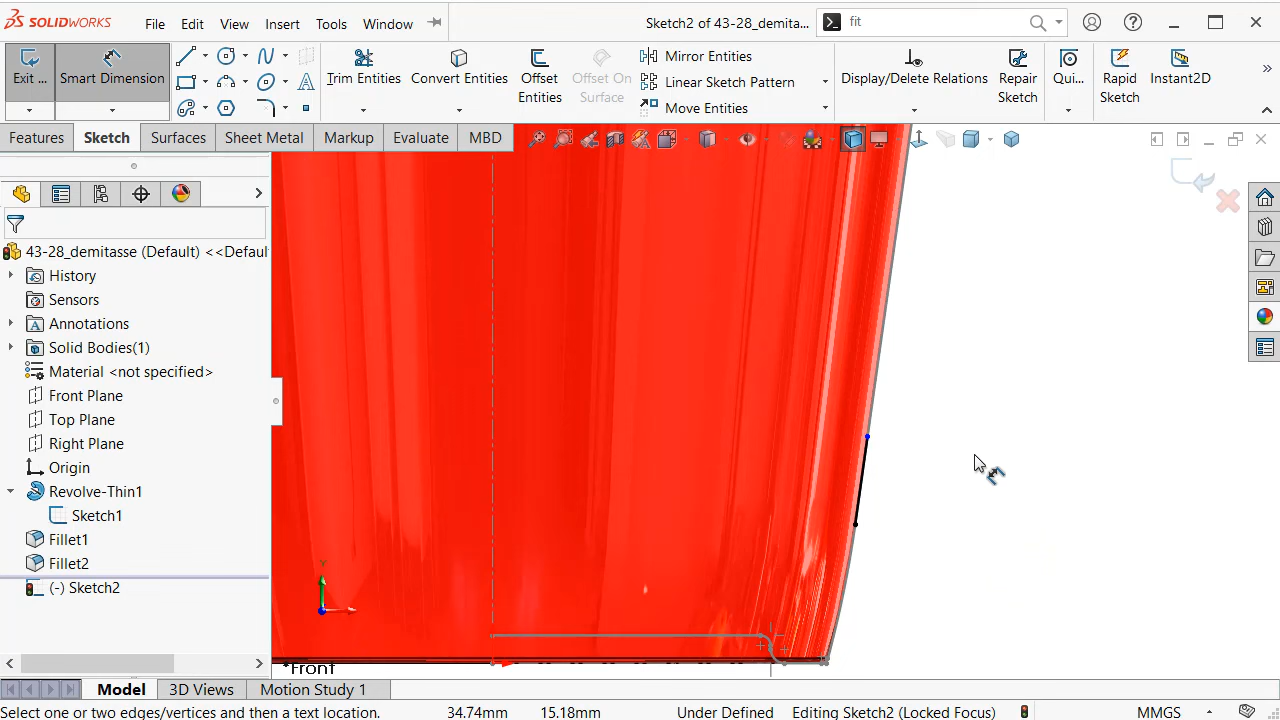 SOLIDWORKS File Edit View Insert Tools Window Sketch2 of 43-28_demita... fit
Exit ... Smart Dimension Trim Entities Convert Entities Offset Entities Offset On Surface Mirror Entities Linear Sketch Pattern Move Entities Display/Delete Relations Repair Sketch Qui... Rapid Sketch Instant2D
Features Sketch Surfaces Sheet Metal Markup Evaluate MBD
43-28_demitasse (Default) <<Defaul
History
Sensors
Annotations
Solid Bodies(1)
Material <not specified>
Front Plane
Top Plane
Right Plane
Origin
Revolve-Thin1
Sketch1
Fillet1
Fillet2
(-) Sketch2
Y
*Front
Model 3D Views Motion Study 1
Select one or two edges/vertices and then a text location. 34.74mm 15.18mm Under Defined Editing Sketch2 (Locked Focus) MMGS